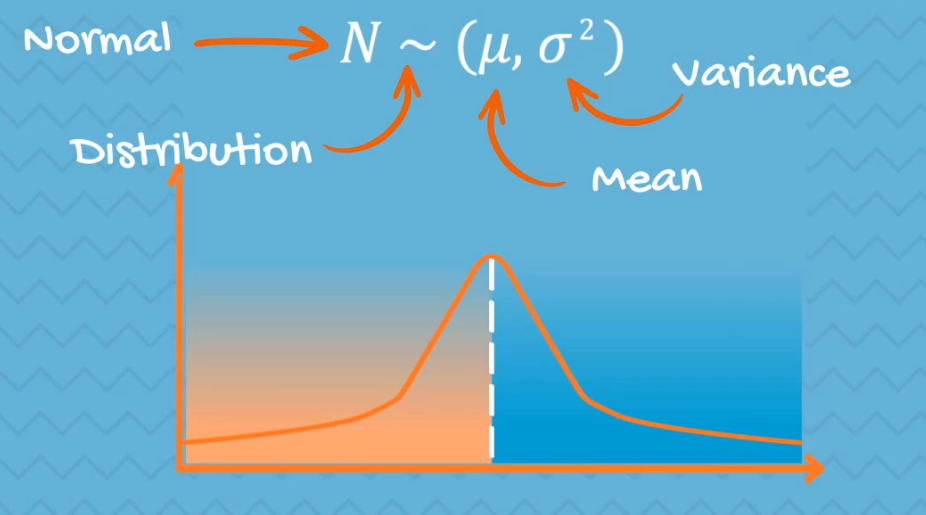 Normal
N ~ (μ, σ²)
Variance
Distribution
Mean